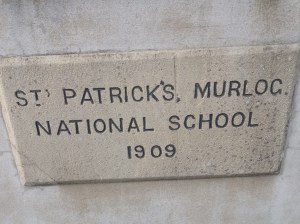 ST' PATRICK'S, MURLOG.
NATIONAL SCHOOL
1909